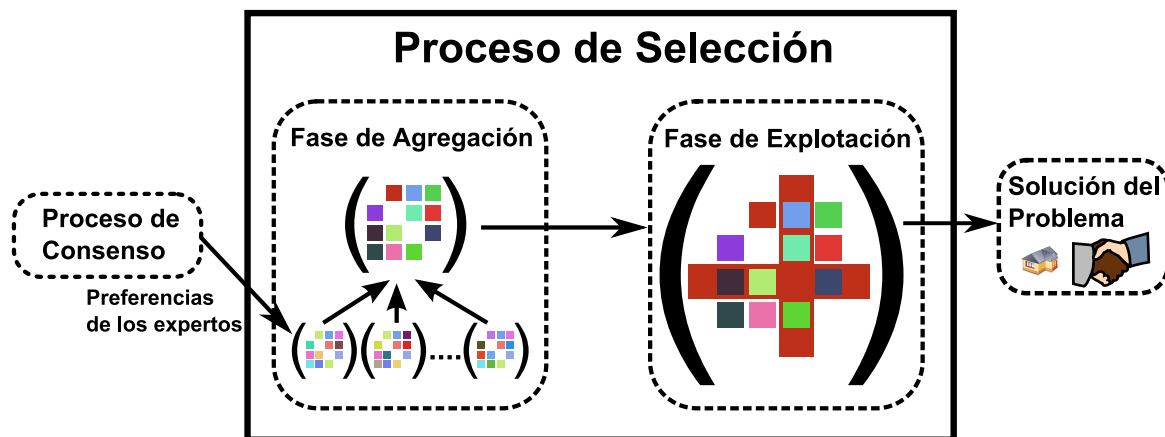 Proceso de Selección
Fase de Agregación
Fase de Explotación
Proceso de
Consenso
Preferencias
de los expertos
Solución del
Problema